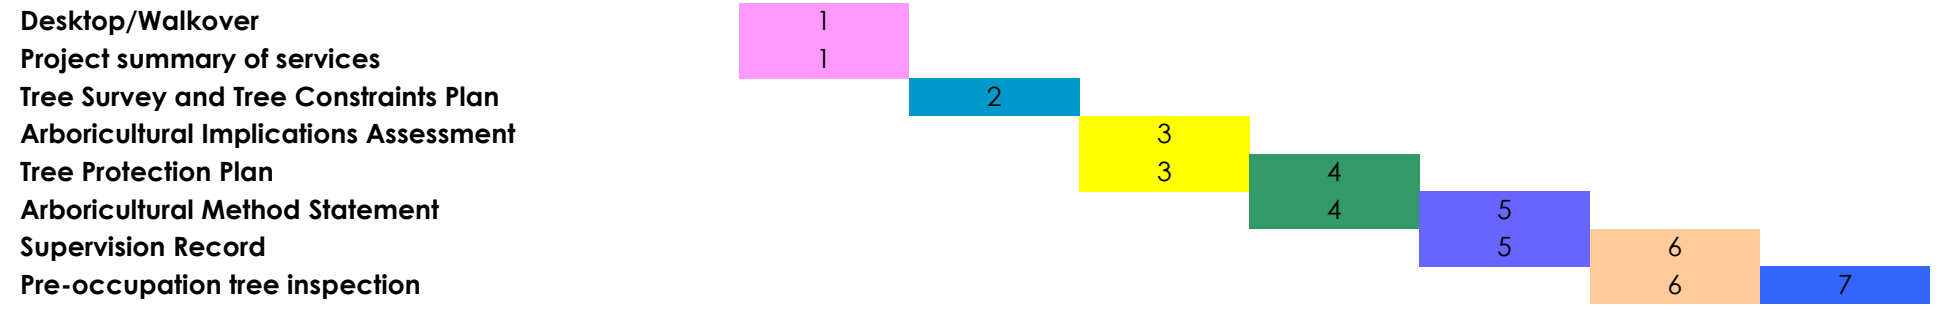 Desktop/Walkover 1
Project summary of services 1
Tree Survey and Tree Constraints Plan 2
Arboricultural Implications Assessment 3
Tree Protection Plan 3 4
Arboricultural Method Statement 4 5
Supervision Record 5 6
Pre-occupation tree inspection 6 7